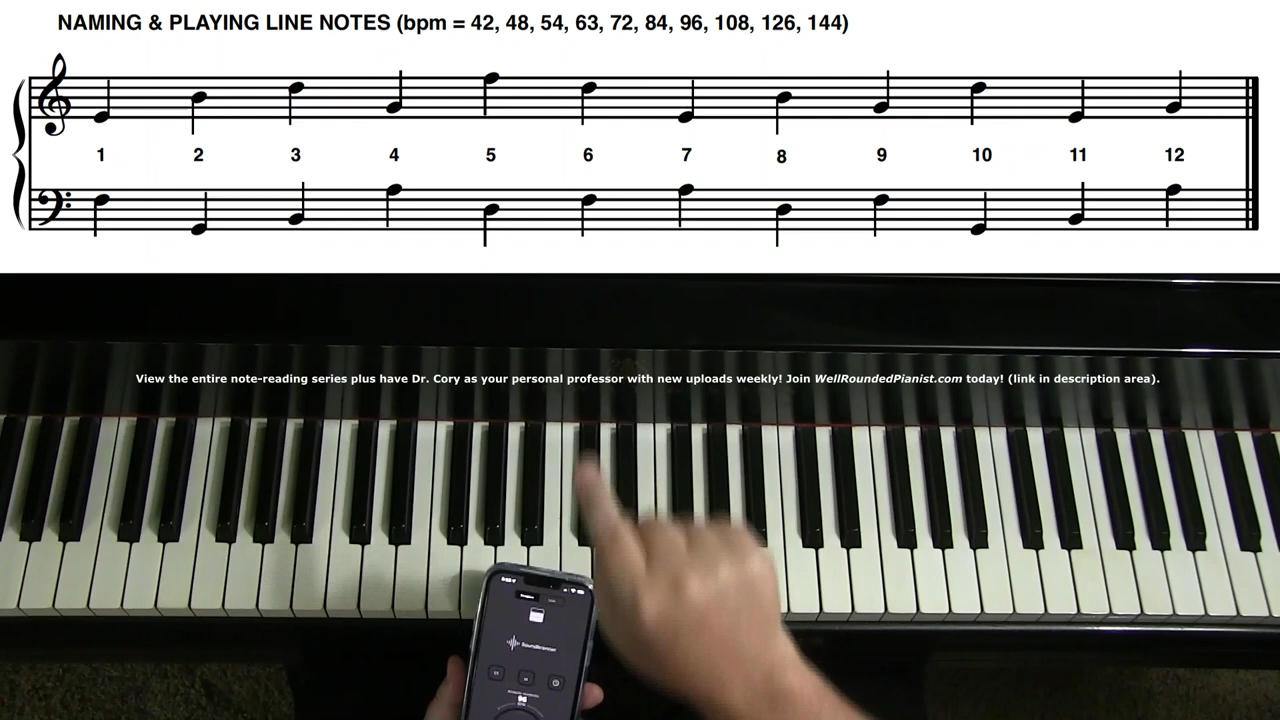 NAMING & PLAYING LINE NOTES (bpm = 42, 48, 54, 63, 72, 84, 96, 108, 126, 144)
1 2 3 4 5 6 7 8 9 10 11 12
View the entire note-reading series plus have Dr. Cory as your personal professor with new uploads weekly! Join WellRoundedPianist.com today! (link in description area).
Soundbrenner
96